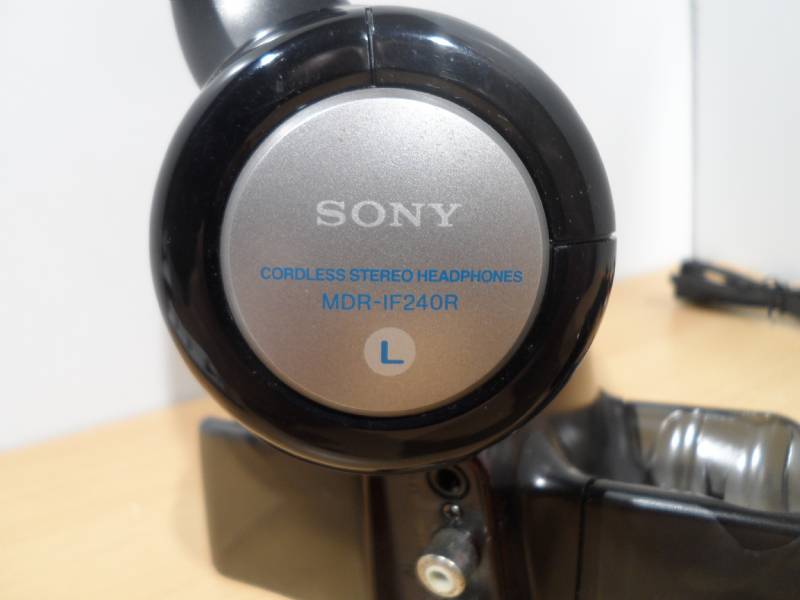 SONY
CORDLESS STEREO HEADPHONES
MDR-IF240R
L